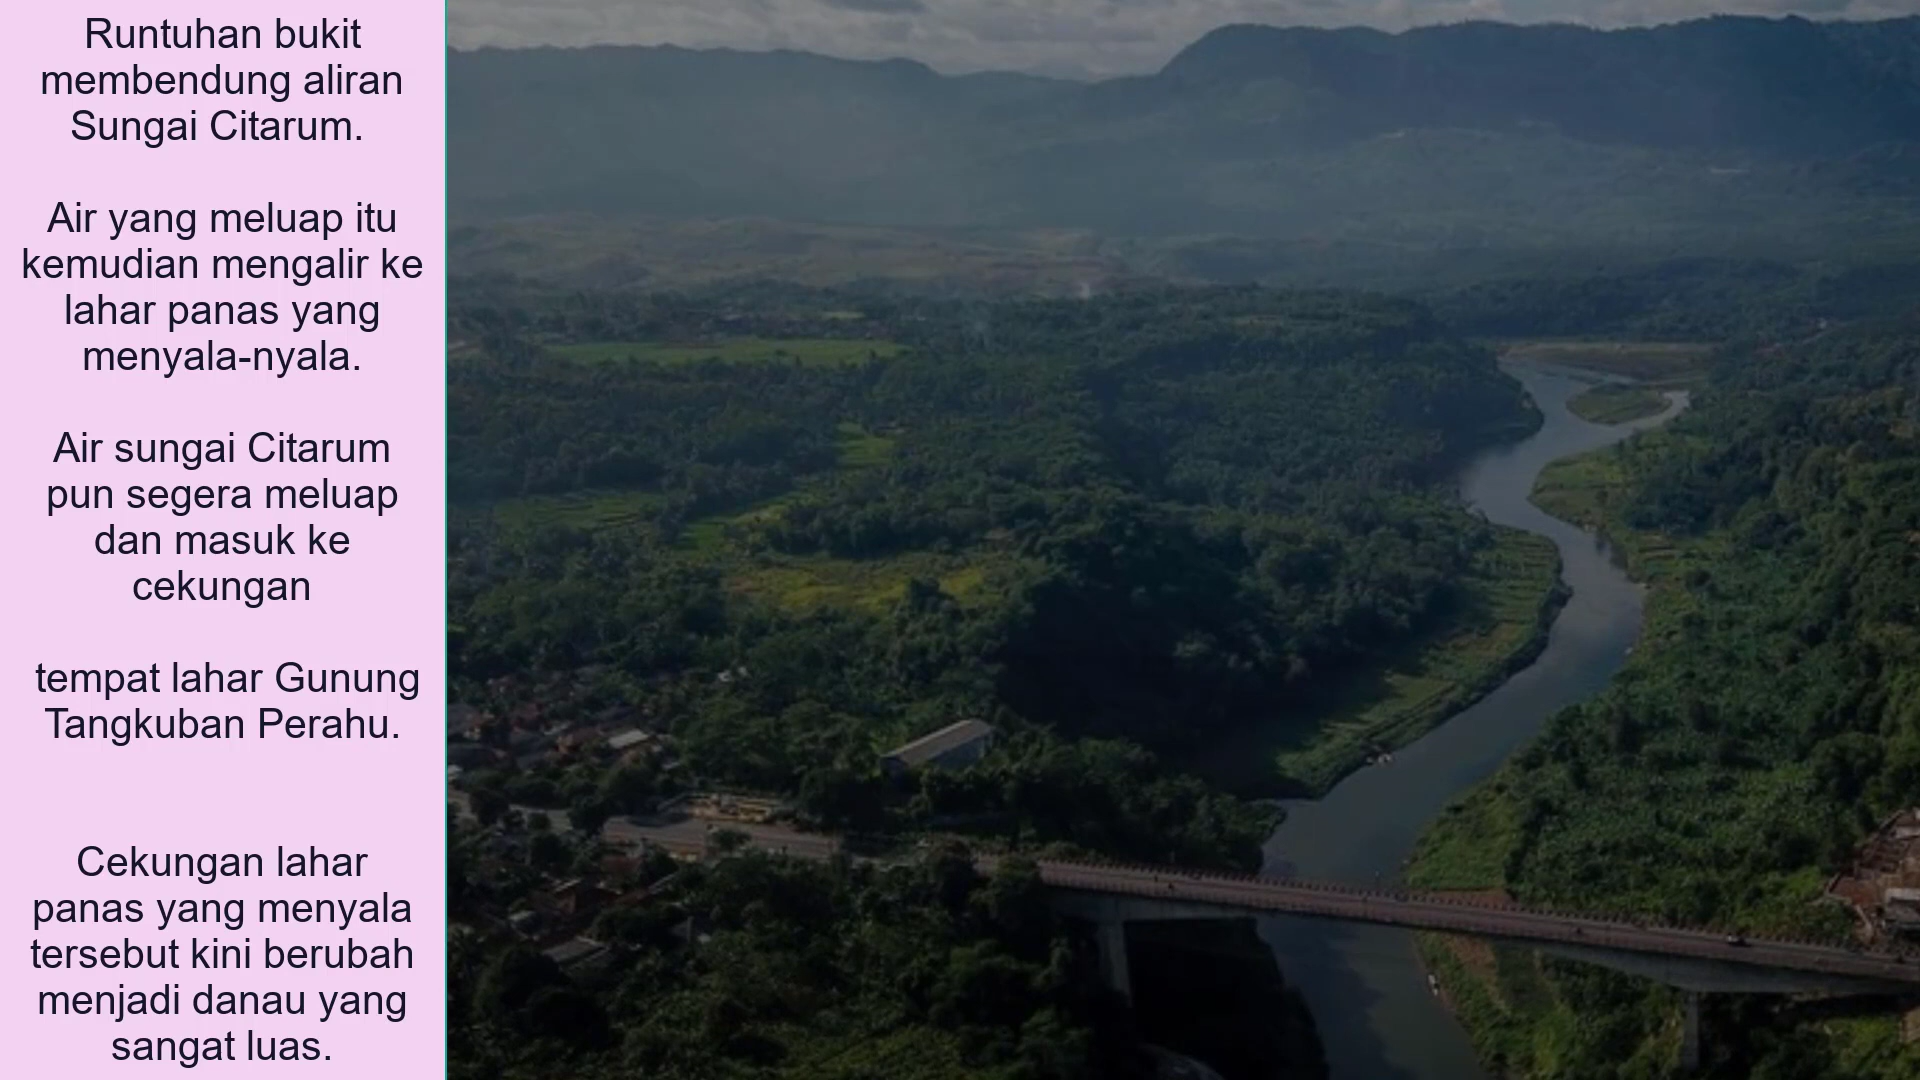 Runtuhan bukit
membendung aliran
Sungai Citarum.
Air yang meluap itu
kemudian mengalir ke
lahar panas yang
menyala-nyala.
Air sungai Citarum
pun segera meluap
dan masuk ke
cekungan
tempat lahar Gunung
Tangkuban Perahu.
Cekungan lahar
panas yang menyala
tersebut kini berubah
menjadi danau yang
sangat luas.